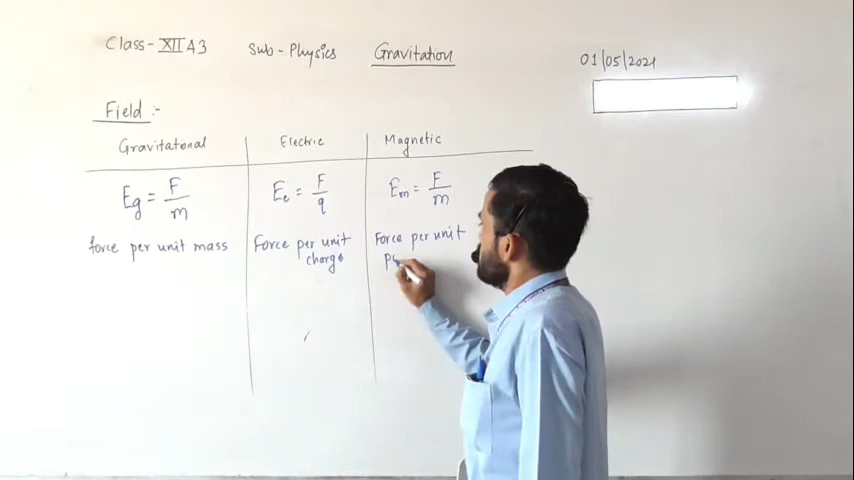 Class-XII A3 Sub-Physics Gravitation 01/05/2021
Field :-
Gravitational Electric Magnetic
Eg = F/m Ee = F/q Em = F/m
force per unit mass Force per unit charge Force per unit